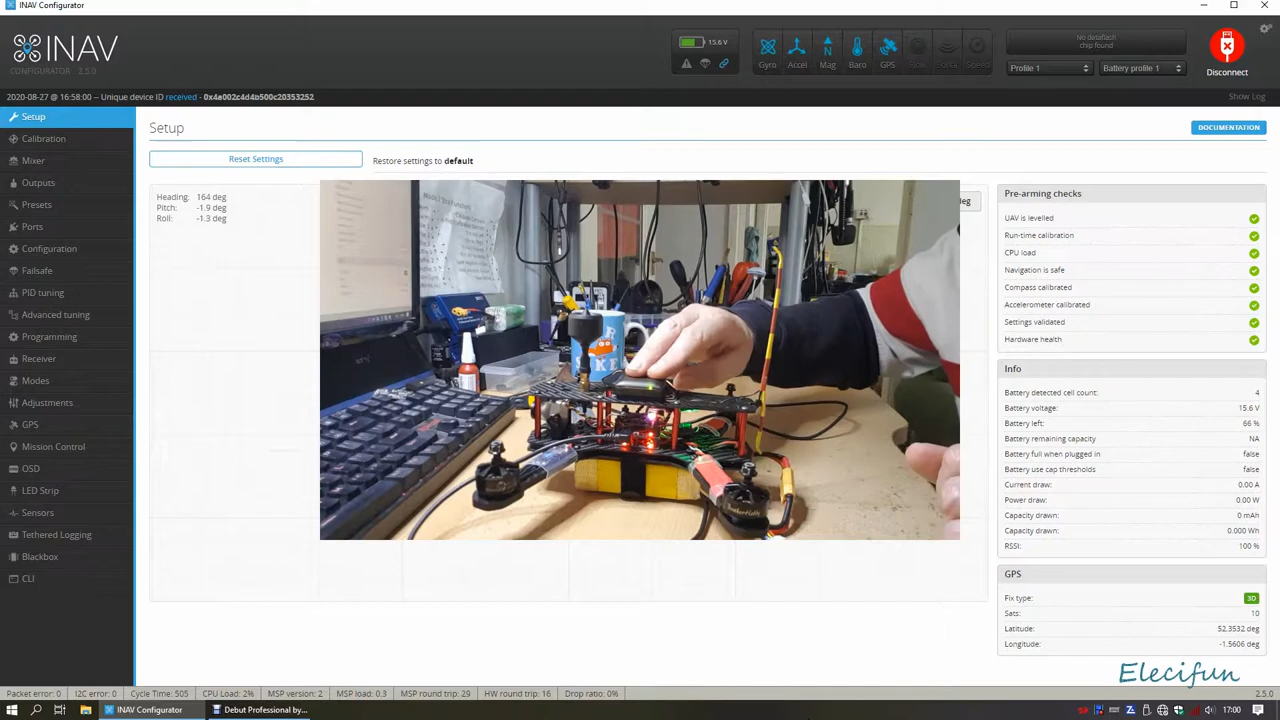 INAV Configurator
INAV
CONFIGURATOR 2.5.0
15.6 V
Gyro
Accel
Mag
Baro
GPS
Flow
Sonar
Speed
No dataflash
chip found
Profile 1
Battery profile 1
Disconnect
2020-08-27 @ 16:58:00 -- Unique device ID received - 0x4a002c4d4b500c20353252
Show Log
Setup
Calibration
Mixer
Outputs
Presets
Ports
Configuration
Failsafe
PID tuning
Advanced tuning
Programming
Receiver
Modes
Adjustments
GPS
Mission Control
OSD
LED Strip
Sensors
Tethered Logging
Blackbox
CLI
Setup
DOCUMENTATION
Reset Settings
Restore settings to default
Heading: 164 deg
Pitch: -1.9 deg
Roll: -1.3 deg
deg
Pre-arming checks
UAV is levelled
Run-time calibration
CPU load
Navigation is safe
Compass calibrated
Accelerometer calibrated
Settings validated
Hardware health
Info
Battery detected cell count: 4
Battery voltage: 15.6 V
Battery left: 66 %
Battery remaining capacity NA
Battery full when plugged in false
Battery use cap thresholds false
Current draw: 0.00 A
Power draw: 0.00 W
Capacity drawn: 0 mAh
Capacity drawn: 0.000 Wh
RSSI: 100 %
GPS
Fix type: 3D
Sats: 10
Latitude: 52.3532 deg
Longitude: -1.5606 deg
Elecifun
Packet error: 0
I2C error: 0
Cycle Time: 505
CPU Load: 2%
MSP version: 2
MSP load: 0.3
MSP round trip: 29
HW round trip: 16
Drop ratio: 0%
2.5.0
INAV Configurator
Debut Professional by...
17:00